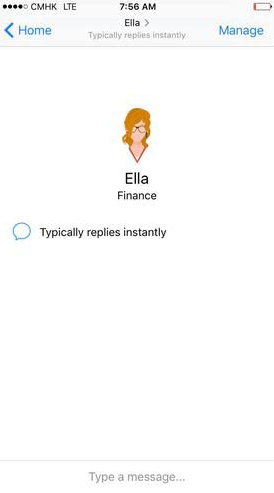 CMHK LTE 7:56 AM
Home Ella Manage
Typically replies instantly
Ella
Finance
Typically replies instantly
Type a message...